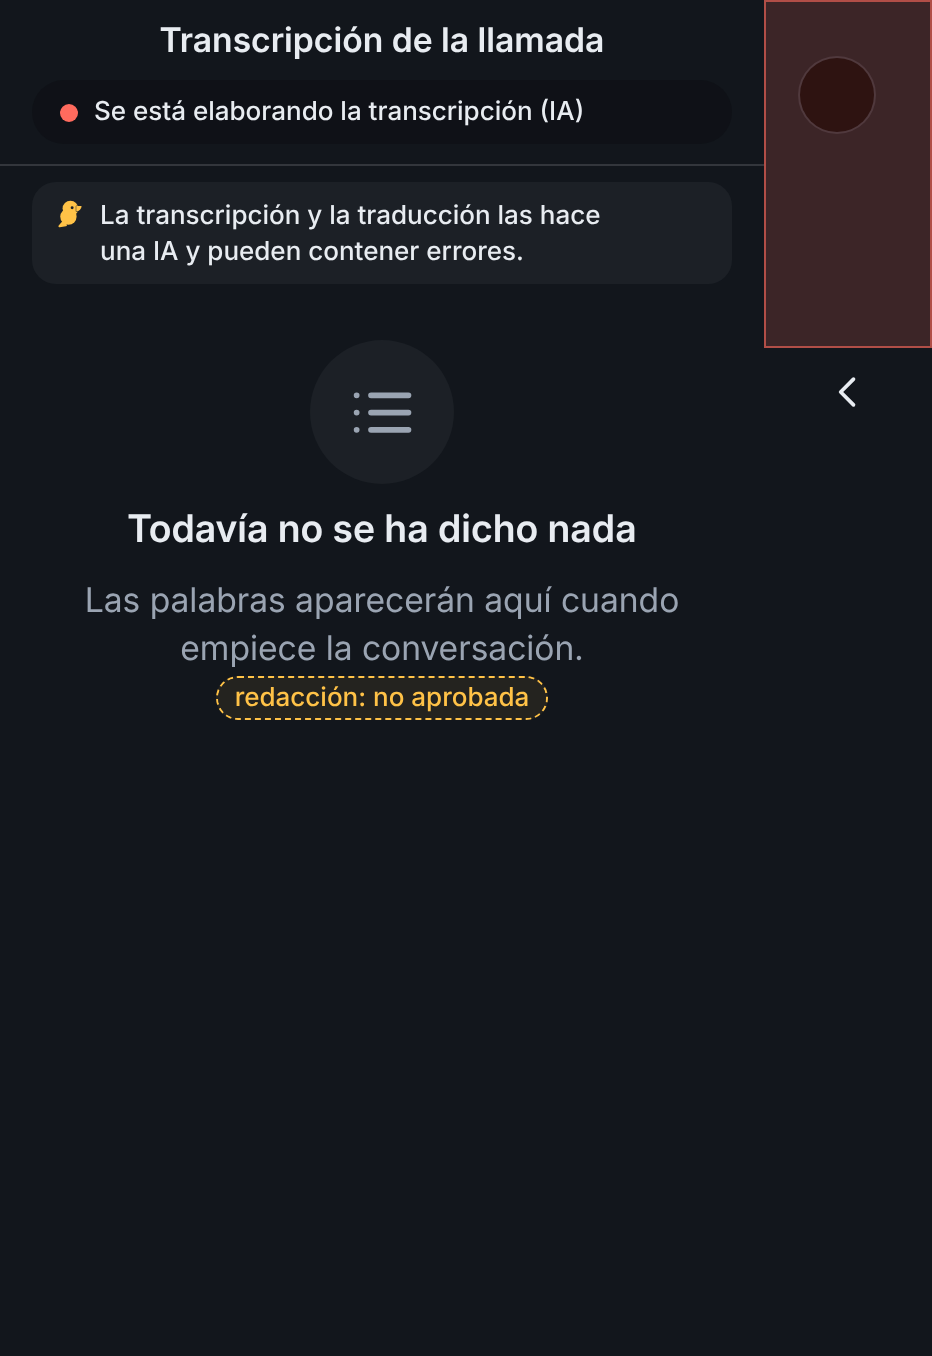 Transcripción de la llamada
Se está elaborando la transcripción (IA)
La transcripción y la traducción las hace
una IA y pueden contener errores.
Todavía no se ha dicho nada
Las palabras aparecerán aquí cuando
empiece la conversación.
redacción: no aprobada